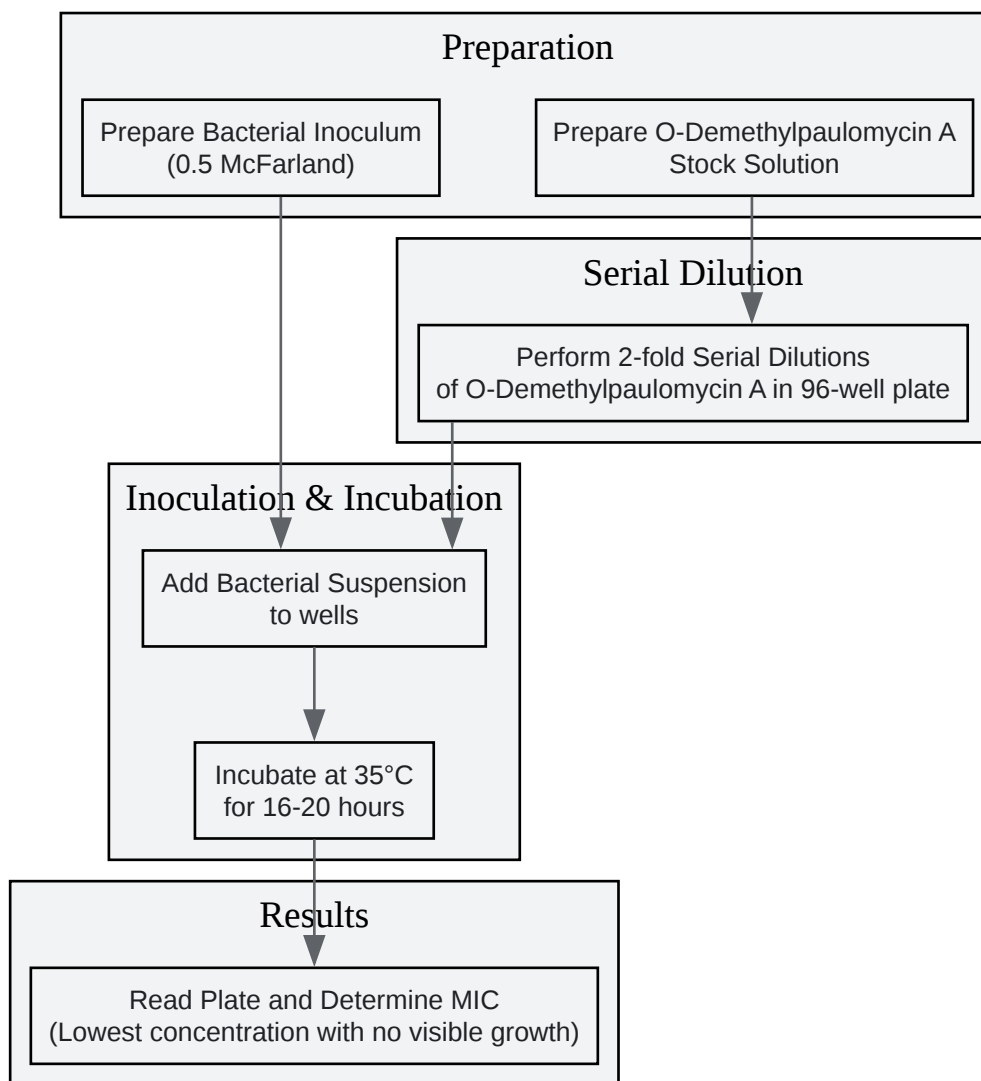 Preparation
Prepare Bacterial Inoculum
(0.5 McFarland)
Prepare O-Demethylpaulomycin A
Stock Solution
Serial Dilution
Perform 2-fold Serial Dilutions
of O-Demethylpaulomycin A in 96-well plate
Inoculation & Incubation
Add Bacterial Suspension
to wells
Incubate at 35°C
for 16-20 hours
Results
Read Plate and Determine MIC
(Lowest concentration with no visible growth)